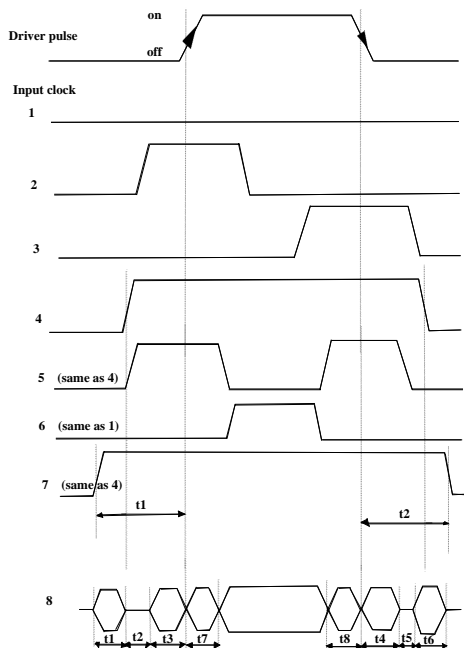 on
Driver pulse
off
Input clock
1
2
3
4
5 (same as 4)
6 (same as 1)
7 (same as 4)
t1
t2
8
t1 t2 t3 t7 t8 t4 t5 t6